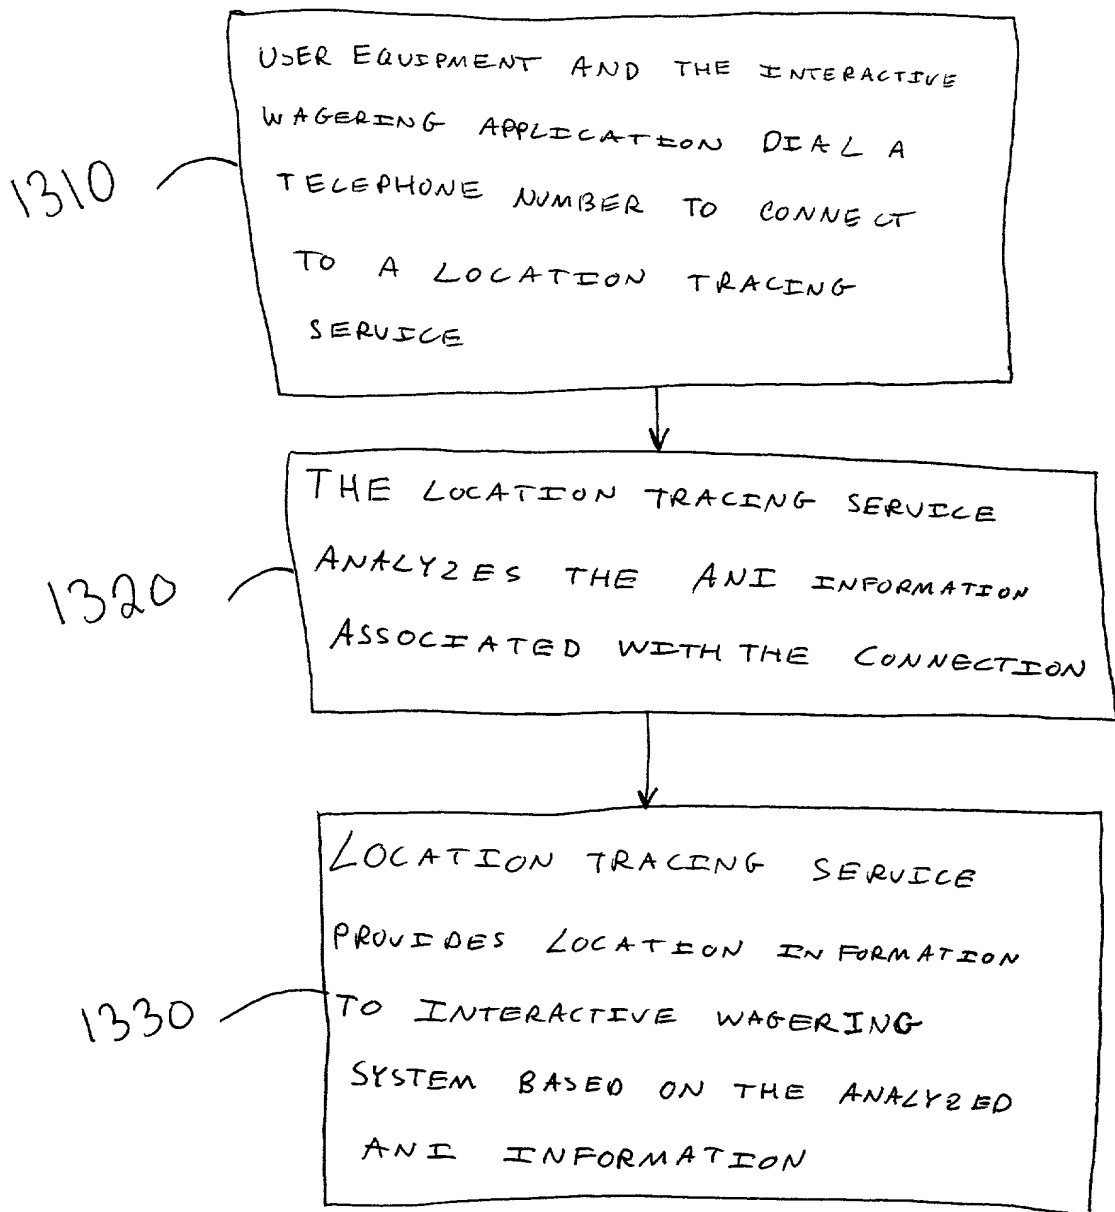 USER EQUIPMENT AND THE INTERACTIVE
WAGERING APPLICATION DIAL A
1310
TELEPHONE NUMBER TO CONNECT
TO A LOCATION TRACING
SERVICE
THE LOCATION TRACING SERVICE
1320
ANALYZES THE ANI INFORMATION
ASSOCIATED WITH THE CONNECTION
LOCATION TRACING SERVICE
PROVIDES LOCATION INFORMATION
1330
TO INTERACTIVE WAGERING
SYSTEM BASED ON THE ANALYZED
ANI INFORMATION